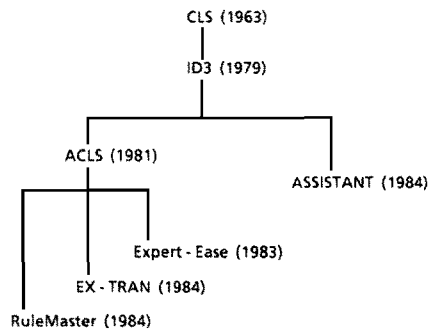 CLS (1963)
ID3 (1979)
ACLS (1981)
ASSISTANT (1984)
Expert-Ease (1983)
EX-TRAN (1984)
RuleMaster (1984)